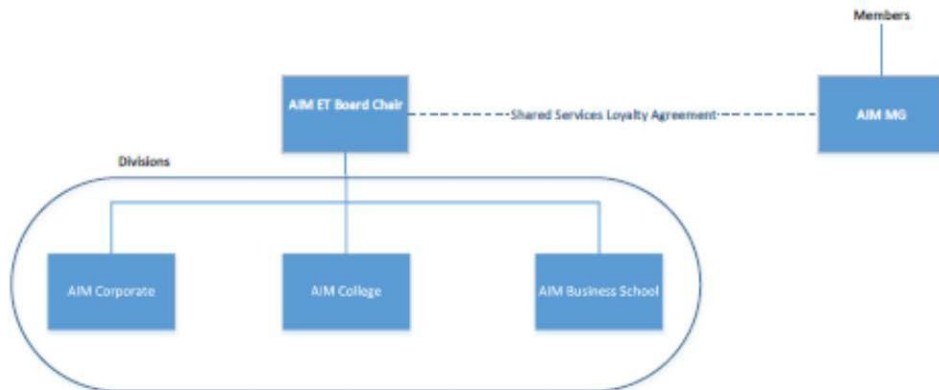 Members
AIM ET Board Chair
Shared Services Loyalty Agreement
AIM MG
Divisions
AIM Corporate
AIM College
AIM Business School